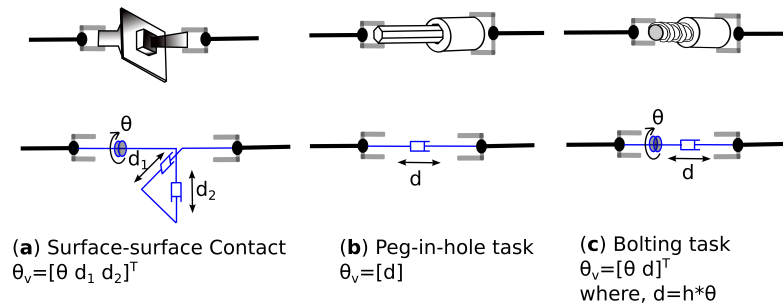 θ
d₁
d₂
d
θ
d
(a) Surface-surface Contact
θᵥ=[θ d₁ d₂]ᵀ
(b) Peg-in-hole task
θᵥ=[d]
(c) Bolting task
θᵥ=[θ d]ᵀ
where, d=h*θ